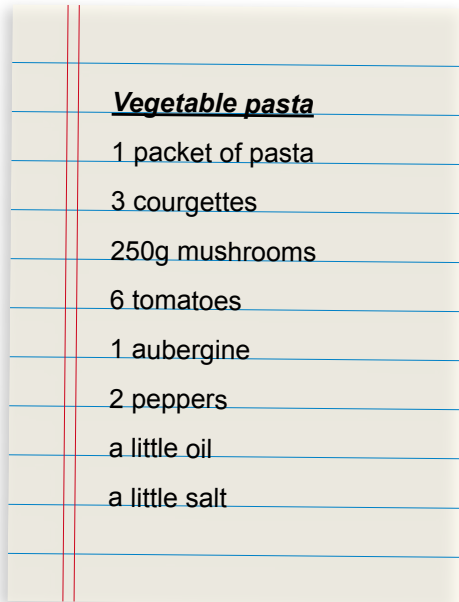 Vegetable pasta
1 packet of pasta
3 courgettes
250g mushrooms
6 tomatoes
1 aubergine
2 peppers
a little oil
a little salt